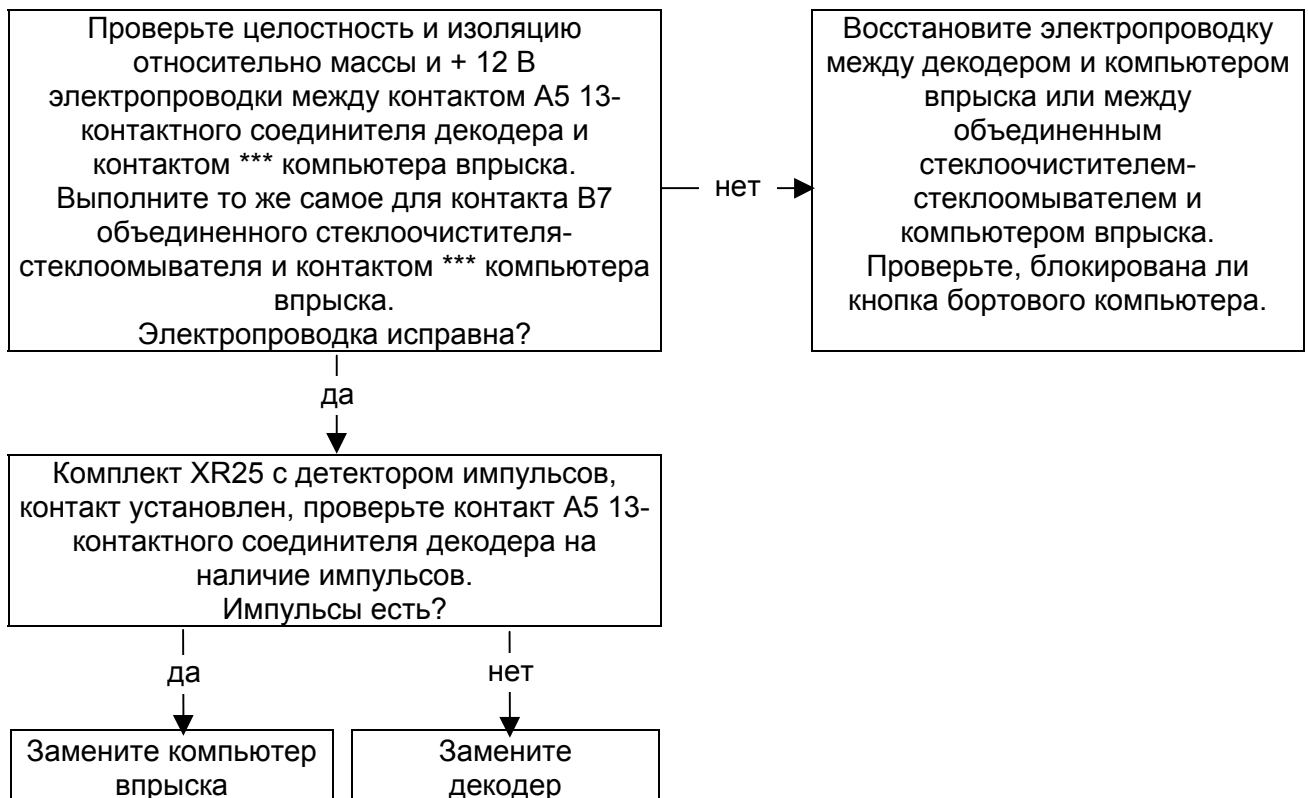 Проверьте целостность и изоляцию
относительно массы и + 12 В
электропроводки между контактом А5 13-
контактного соединителя декодера и
контактом *** компьютера впрыска.
Выполните то же самое для контакта В7
объединенного стеклоочистителя-
стеклоомывателя и контактом *** компьютера
впрыска.
Электропроводка исправна?
нет
Восстановите электропроводку
между декодером и компьютером
впрыска или между
объединенным
стеклоочистителем-
стеклоомывателем и
компьютером впрыска.
Проверьте, блокирована ли
кнопка бортового компьютера.
да
Комплект XR25 с детектором импульсов,
контакт установлен, проверьте контакт А5 13-
контактного соединителя декодера на
наличие импульсов.
Импульсы есть?
да
нет
Замените компьютер
впрыска
Замените
декодер